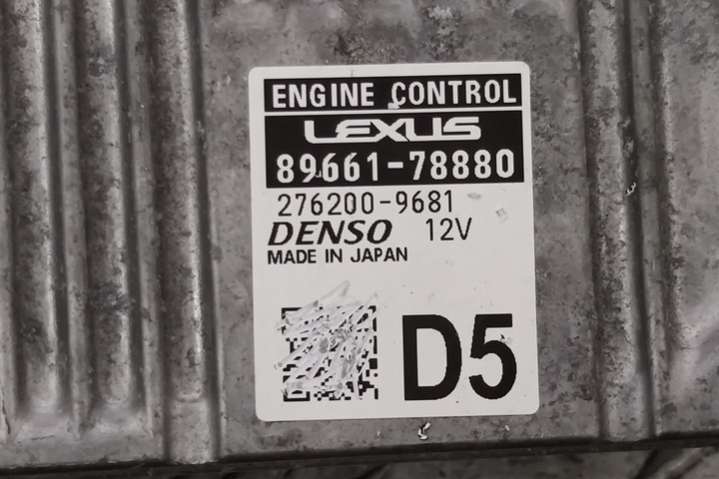 ENGINE CONTROL
LEXUS
89661-78880
276200-9681
DENSO 12V
MADE IN JAPAN
D5